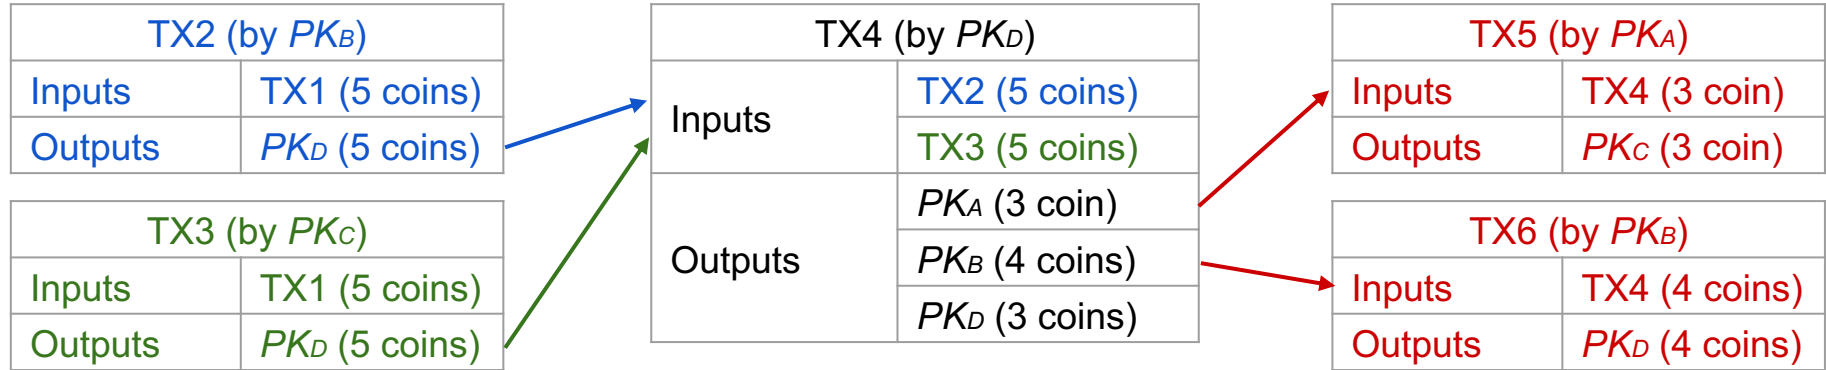 TX2 (by PKB)
Inputs TX1 (5 coins)
Outputs PKD (5 coins)
TX3 (by PKC)
Inputs TX1 (5 coins)
Outputs PKD (5 coins)
TX4 (by PKD)
Inputs TX2 (5 coins)
TX3 (5 coins)
Outputs PKA (3 coin)
PKB (4 coins)
PKD (3 coins)
TX5 (by PKA)
Inputs TX4 (3 coin)
Outputs PKC (3 coin)
TX6 (by PKB)
Inputs TX4 (4 coins)
Outputs PKD (4 coins)